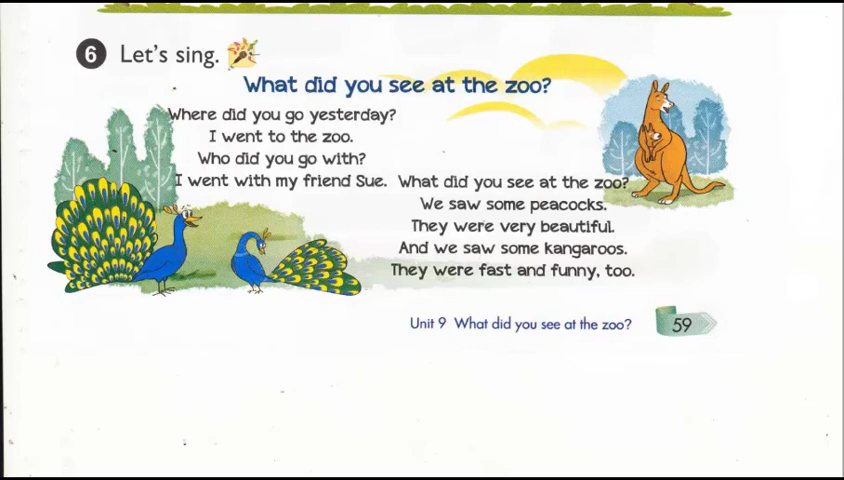 6 Let's sing.
What did you see at the zoo?
Where did you go yesterday?
I went to the zoo.
Who did you go with?
I went with my friend Sue.
What did you see at the zoo?
We saw some peacocks.
They were very beautiful.
And we saw some kangaroos.
They were fast and funny, too.
Unit 9 What did you see at the zoo?
59